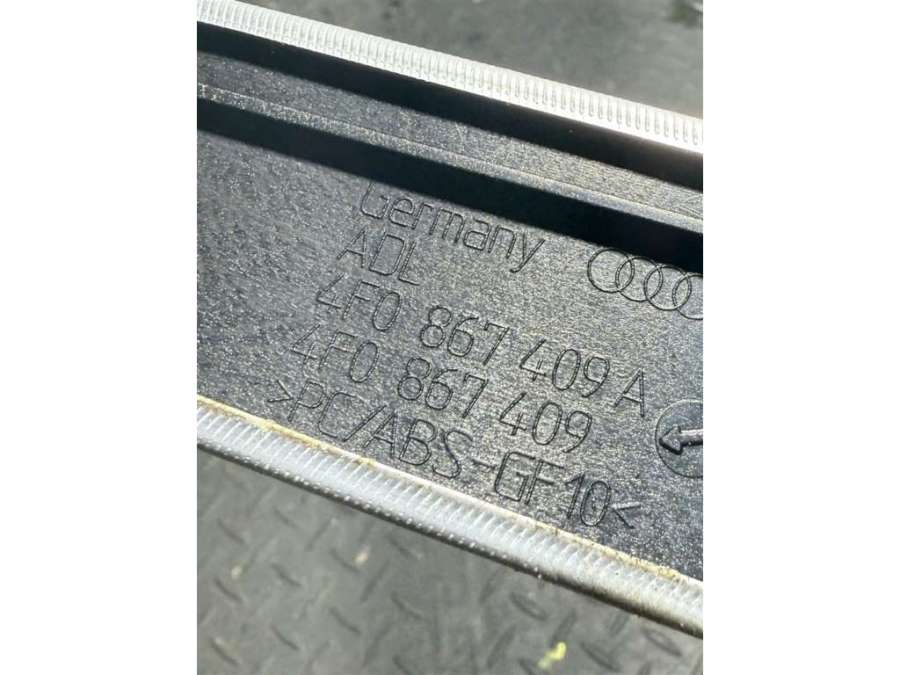 Germany
ADL
4F0 867 409 A
4F0 867 409
>PC/ABS-GF10<